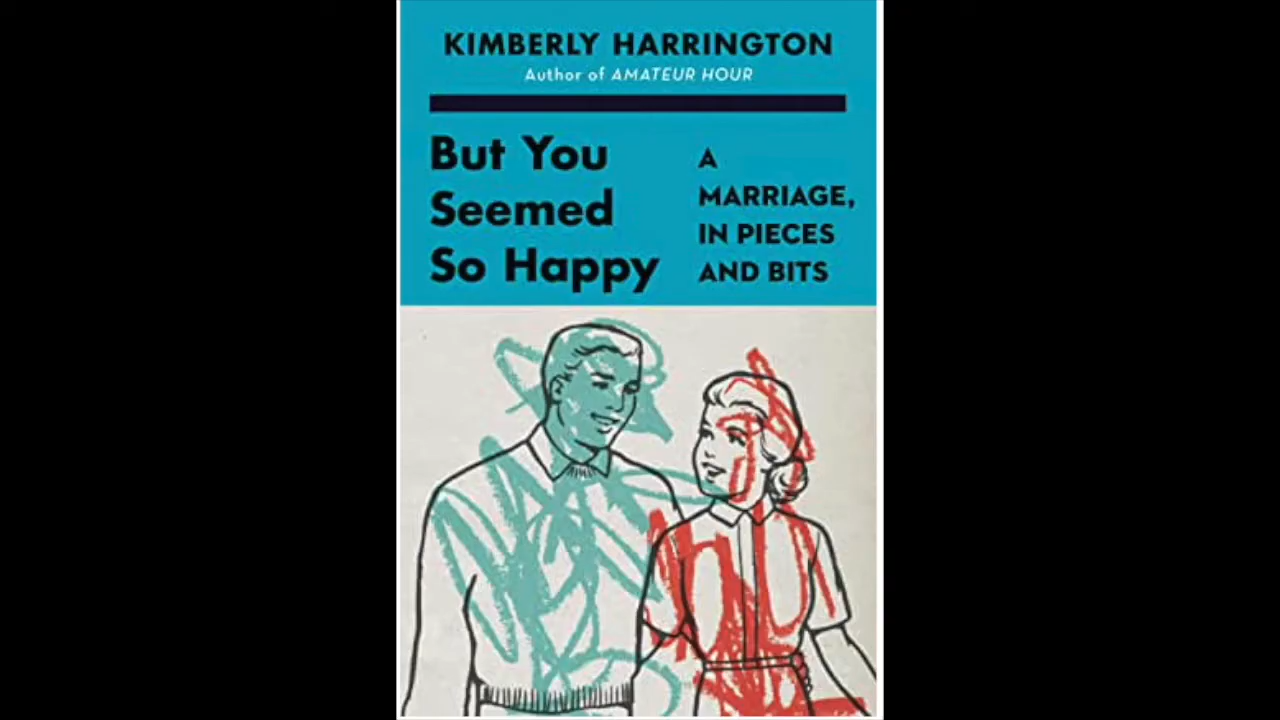 KIMBERLY HARRINGTON
Author of AMATEUR HOUR
But You
Seemed
So Happy
A
MARRIAGE,
IN PIECES
AND BITS